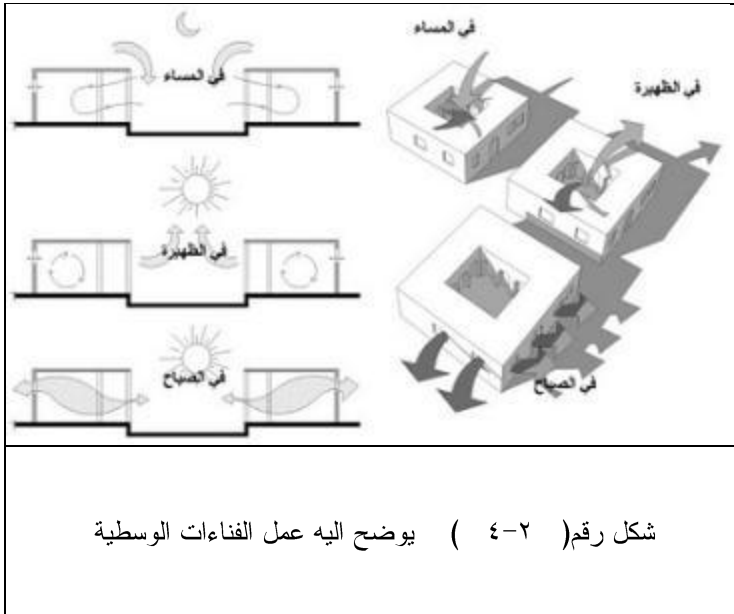 في المساء
في الظهيرة
في الصباح
في المساء
في الظهيرة
في الصباح
شكل رقم( ٢-٤ ) يوضح اليه عمل الفناءات الوسطية